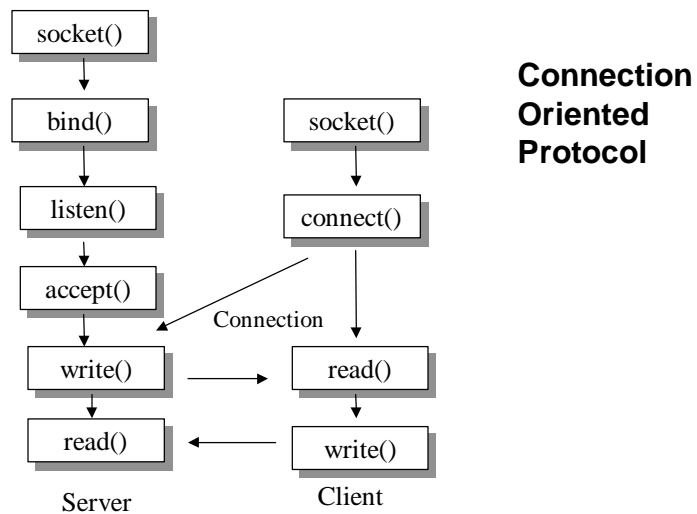 socket()
Connection
Oriented
Protocol
bind()
socket()
listen()
connect()
accept()
Connection
write()
read()
read()
write()
Server
Client